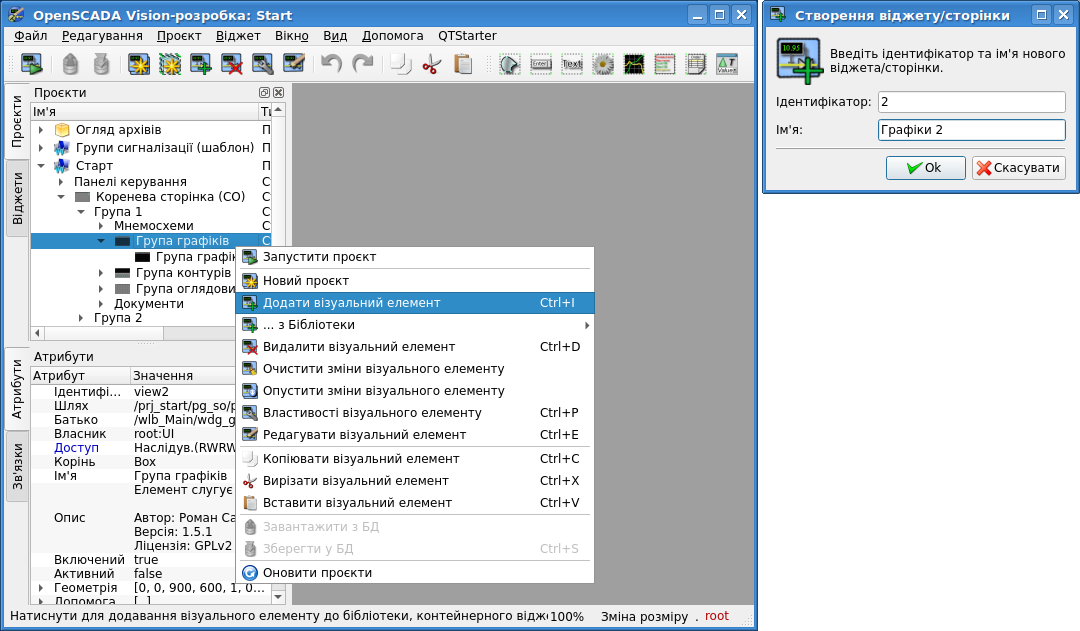 OpenSCADA Vision-розробка: Start
Файл Редагування Проєкт Віджет Вікно Вид Допомога QTStarter
Text
Проєкти
Віджети
Атрибути
Зв'язки
Проєкти
Ім'я Ти
Огляд архівів П
Групи сигналізації (шаблон) П
Старт П
Панелі керування С
Коренева сторінка (СО) С
Група 1 С
Мнемосхеми С
Група графіків С
Група графік
Група контурів
Група оглядови
Документи
Група 2
Атрибути
Атрибут Значення
Ідентифі... view2
Шлях /prj_start/pg_so/p
Батько /wlb_Main/wdg_g
Власник root:UI
Доступ Наслідув.(RWRW
Корінь Box
Ім'я Група графіків
Елемент слугує
Опис Автор: Роман Са
Версія: 1.5.1
Ліцензія: GPLv2
Включений true
Активний false
Геометрія [0, 0, 900, 600, 1, 0...
Допомога [, ]
Запустити проєкт
Новий проєкт
Додати візуальний елемент Ctrl+I
... з Бібліотеки
Видалити візуальний елемент Ctrl+D
Очистити зміни візуального елементу
Опустити зміни візуального елементу
Властивості візуального елементу Ctrl+P
Редагувати візуальний елемент Ctrl+E
Копіювати візуальний елемент Ctrl+C
Вирізати візуальний елемент Ctrl+X
Вставити візуальний елемент Ctrl+V
Завантажити з БД
Зберегти у БД Ctrl+S
Оновити проєкти
Натиснути для додавання візуального елементу до бібліотеки, контейнерного відж 100% Зміна розміру . root
Створення віджету/сторінки
10.95
Введіть ідентифікатор та ім'я нового
віджета/сторінки.
Ідентифікатор: 2
Ім'я: Графіки 2
Ok Скасувати